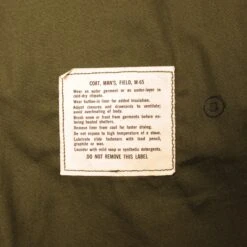 COAT, MAN'S, FIELD, M-65
Wear as outer garment or as under-layer in
cold-dry climate.
Wear button-in liner for added insulation.
Adjust closures and drawcords to ventilate;
avoid overheating of body.
Brush snow or frost from garments before en-
tering heated shelters.
Remove liner from coat for faster drying.
Do not expose to high temperature of a stove.
Lubricate slide fasteners with lead pencil,
graphite or wax.
Launder with mild soap or synthetic detergents.
DO NOT REMOVE THIS LABEL